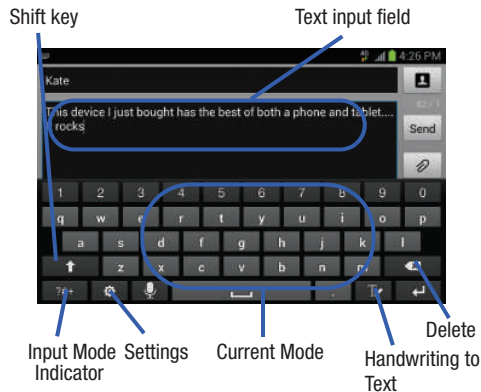 Shift key
Text input field
4:26 PM
Kate
82/1
This device I just bought has the best of both a phone and tablet....
rocks
Send
1 2 3 4 5 6 7 8 9 0
q w e r t y u i o p
a s d f g h j k l
z x c v b n m
?#+ .
Delete
Input Mode Indicator
Settings
Current Mode
Handwriting to Text